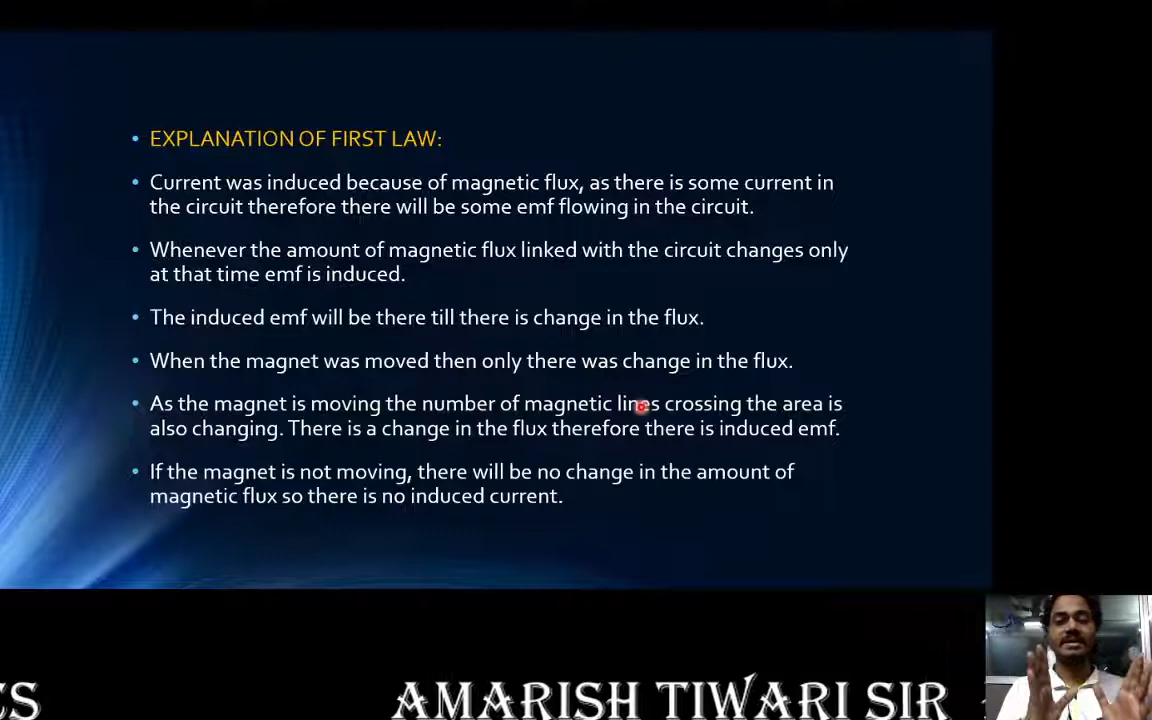 EXPLANATION OF FIRST LAW:
Current was induced because of magnetic flux, as there is some current in
the circuit therefore there will be some emf flowing in the circuit.
Whenever the amount of magnetic flux linked with the circuit changes only
at that time emf is induced.
The induced emf will be there till there is change in the flux.
When the magnet was moved then only there was change in the flux.
As the magnet is moving the number of magnetic lines crossing the area is
also changing. There is a change in the flux therefore there is induced emf.
If the magnet is not moving, there will be no change in the amount of
magnetic flux so there is no induced current.
CS AMARISH TIWARI SIR